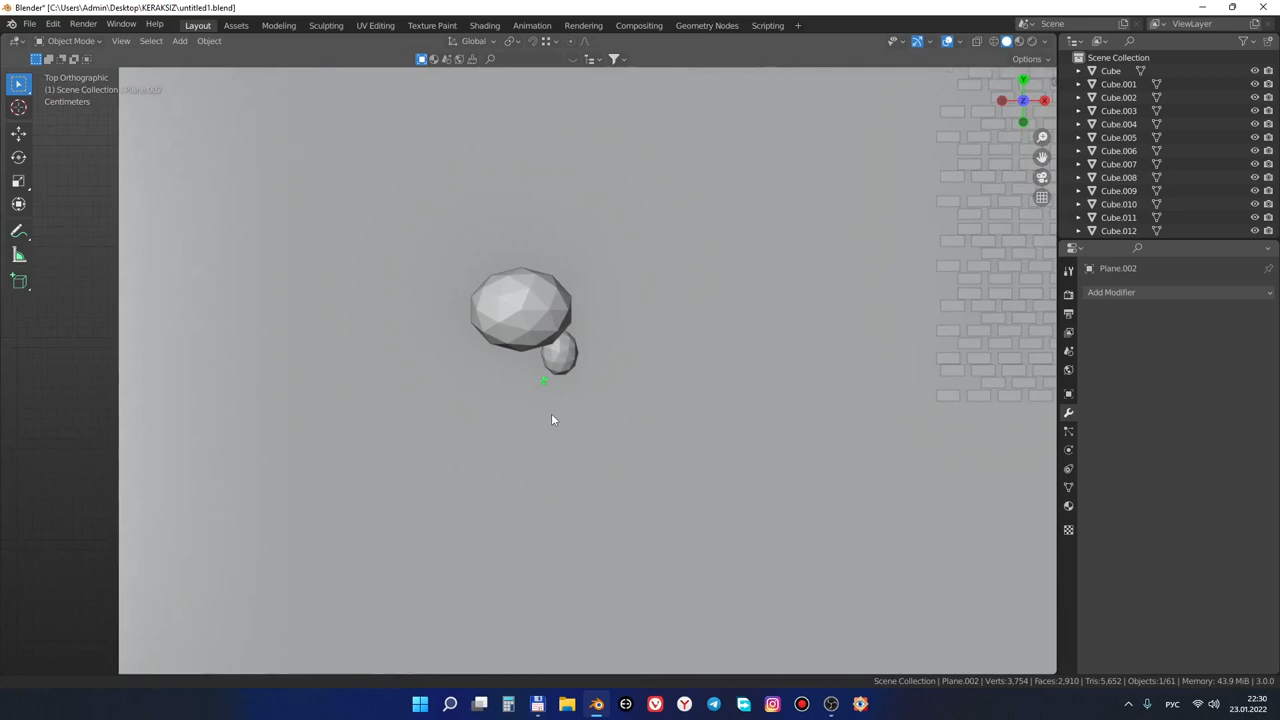 Blender* [C:\Users\Admin\Desktop\KERAKSIZ\untitled1.blend]
File Edit Render Window Help Layout Assets Modeling Sculpting UV Editing Texture Paint Shading Animation Rendering Compositing Geometry Nodes Scripting + Scene ViewLayer
Object Mode View Select Add Object Global
Options
Top Orthographic
(1) Scene Collection | Plane.002
Centimeters
Y
X
Z
Scene Collection
Cube
Cube.001
Cube.002
Cube.003
Cube.004
Cube.005
Cube.006
Cube.007
Cube.008
Cube.009
Cube.010
Cube.011
Cube.012
Plane.002
Add Modifier
Scene Collection | Plane.002 | Verts:3,754 | Faces:2,910 | Tris:5,652 | Objects:1/61 | Memory: 43.9 MiB | 3.0.0
РУС
22:30
23.01.2022